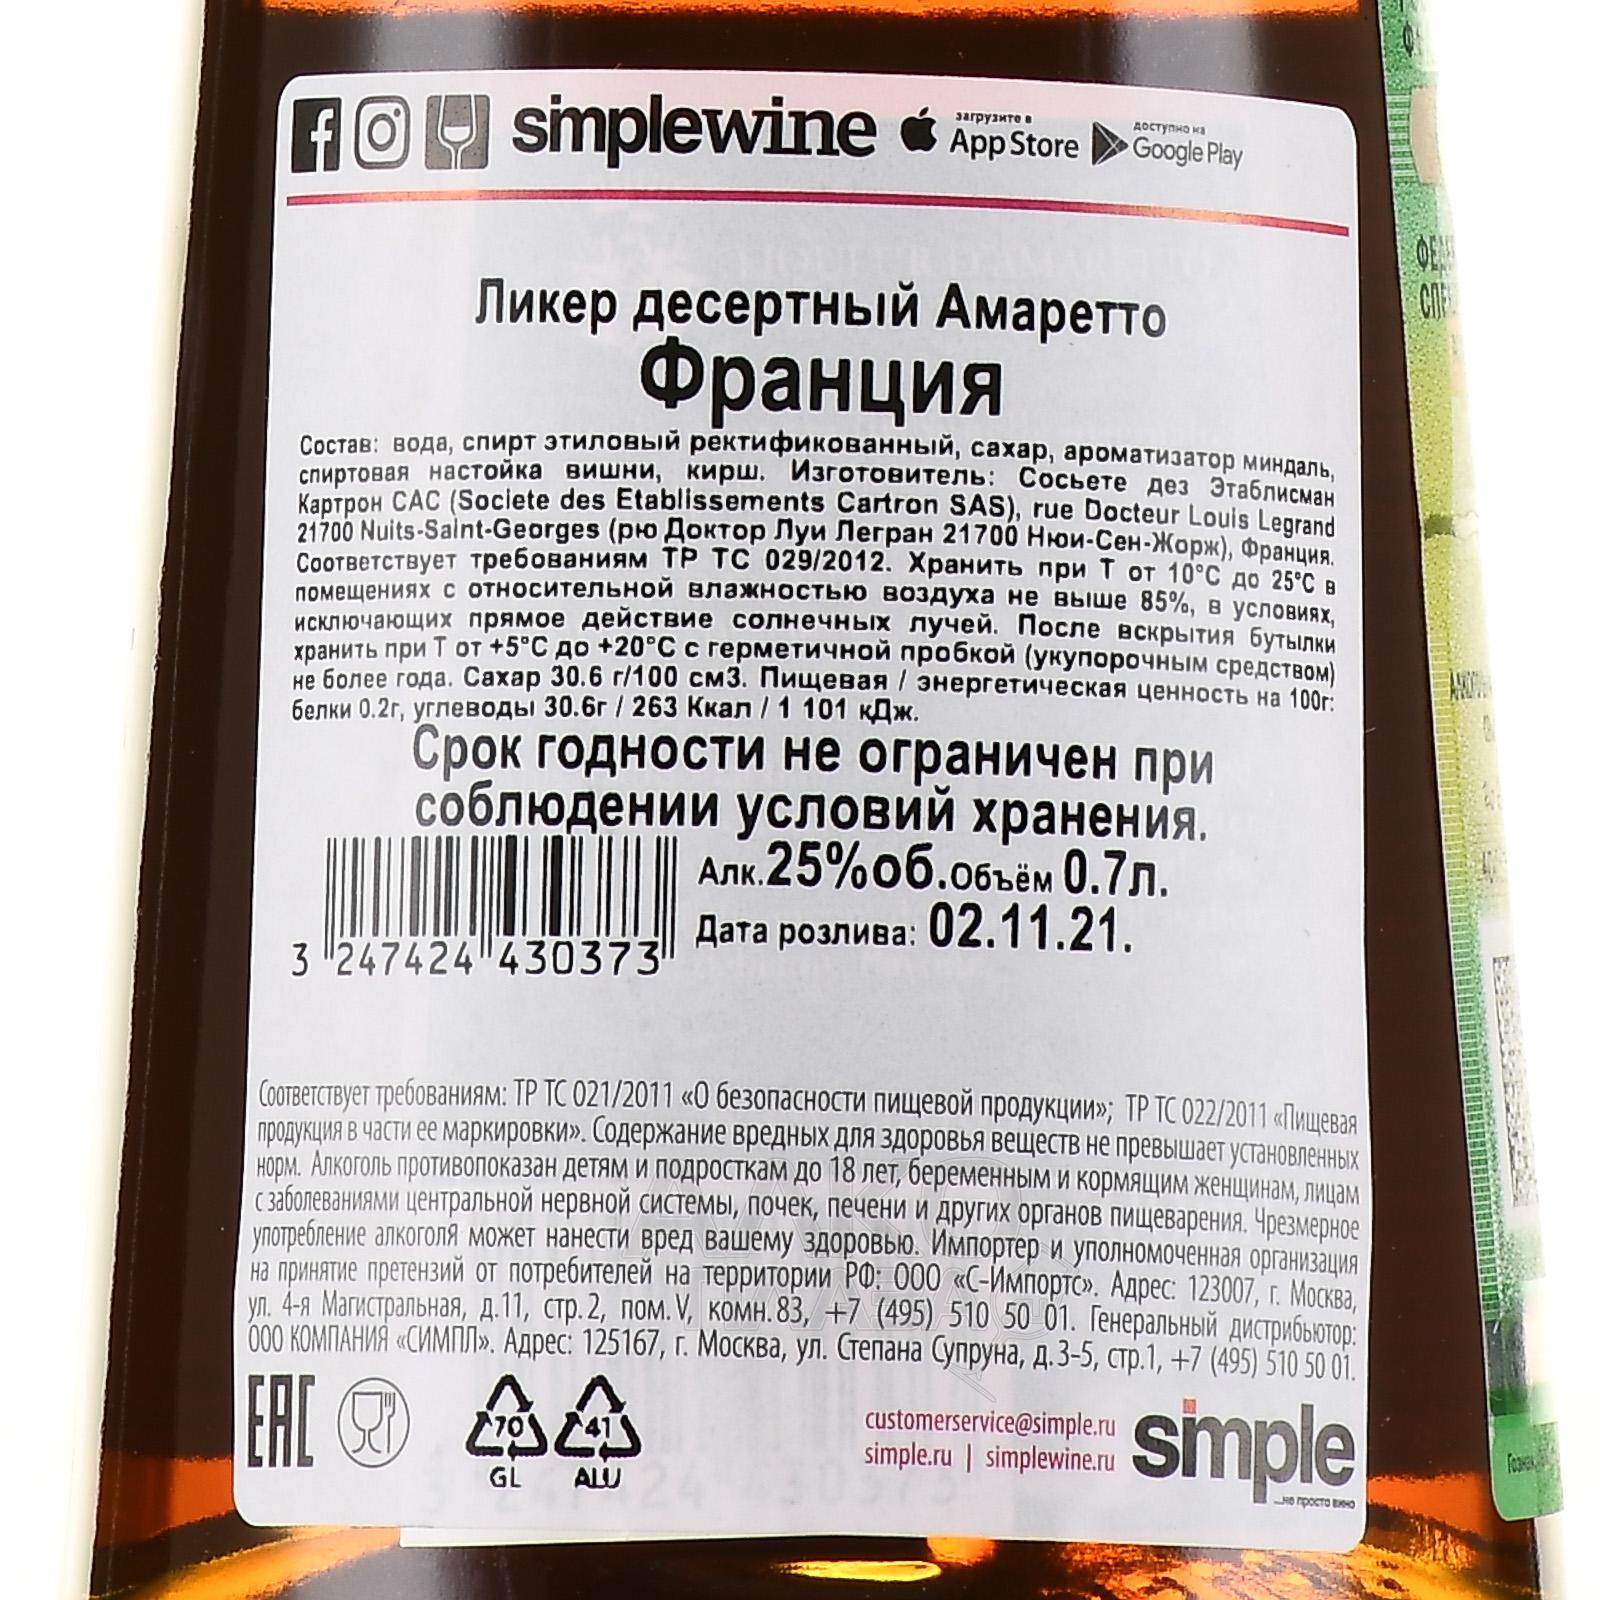 simplewine загрузите в App Store доступно на Google Play
Ликер десертный Амаретто
Франция
Состав: вода, спирт этиловый ректификованный, сахар, ароматизатор миндаль,
спиртовая настойка вишни, кирш. Изготовитель: Сосьете дез Этаблисман
Картрон САС (Societe des Etablissements Cartron SAS), rue Docteur Louis Legrand
21700 Nuits-Saint-Georges (рю Доктор Луи Легран 21700 Нюи-Сен-Жорж), Франция.
Соответствует требованиям ТР ТС 029/2012. Хранить при Т от 10°С до 25°С в
помещениях с относительной влажностью воздуха не выше 85%, в условиях,
исключающих прямое действие солнечных лучей. После вскрытия бутылки
хранить при Т от +5°С до +20°С с герметичной пробкой (укупорочным средством)
не более года. Сахар 30.6 г/100 см3. Пищевая / энергетическая ценность на 100г:
белки 0.2г, углеводы 30.6г / 263 Ккал / 1 101 кДж.
Срок годности не ограничен при
соблюдении условий хранения.
Алк.25%об.Объём 0.7л.
Дата розлива: 02.11.21.
3 247424 430373
Соответствует требованиям: ТР ТС 021/2011 «О безопасности пищевой продукции»; ТР ТС 022/2011 «Пищевая
продукция в части ее маркировки». Содержание вредных для здоровья веществ не превышает установленных
норм. Алкоголь противопоказан детям и подросткам до 18 лет, беременным и кормящим женщинам, лицам
с заболеваниями центральной нервной системы, почек, печени и других органов пищеварения. Чрезмерное
употребление алкоголя может нанести вред вашему здоровью. Импортер и уполномоченная организация
на принятие претензий от потребителей на территории РФ: ООО «С-Импортс». Адрес: 123007, г. Москва,
ул. 4-я Магистральная, д.11, стр.2, пом.V, комн.83, +7 (495) 510 50 01. Генеральный дистрибьютор:
ООО КОМПАНИЯ «СИМПЛ». Адрес: 125167, г. Москва, ул. Степана Супруна, д.3-5, стр.1, +7 (495) 510 50 01.
EAC 70 GL 41 ALU
customerservice@simple.ru
simple.ru | simplewine.ru
simple
...не просто вино